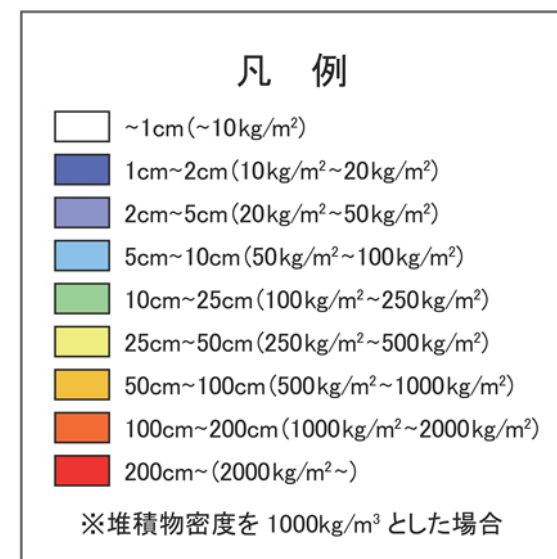 凡 例
~1cm(~10kg/m²)
1cm~2cm(10kg/m²~20kg/m²)
2cm~5cm(20kg/m²~50kg/m²)
5cm~10cm(50kg/m²~100kg/m²)
10cm~25cm(100kg/m²~250kg/m²)
25cm~50cm(250kg/m²~500kg/m²)
50cm~100cm(500kg/m²~1000kg/m²)
100cm~200cm(1000kg/m²~2000kg/m²)
200cm~(2000kg/m²~)
※堆積物密度を 1000kg/m³ とした場合